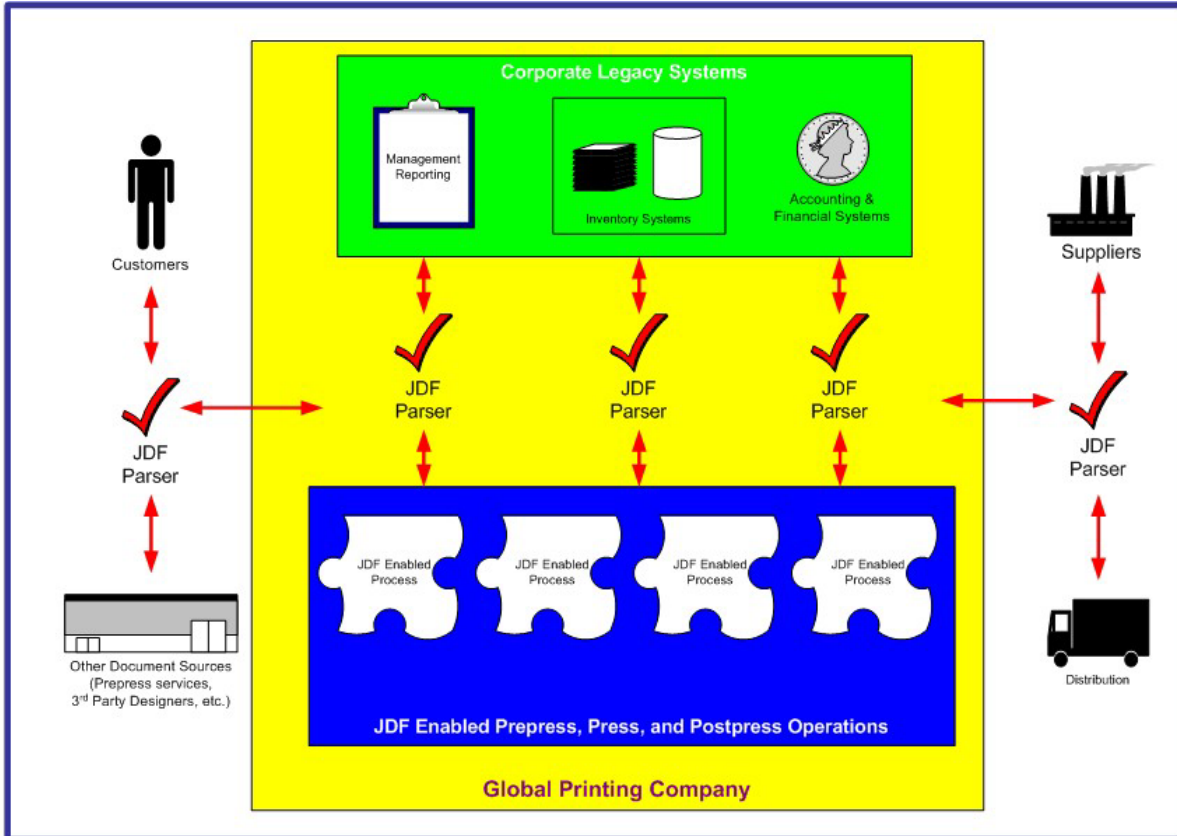 Corporate Legacy Systems
Management
Reporting
Inventory Systems
Accounting &
Financial Systems
Customers
Suppliers
JDF
Parser
JDF
Parser
JDF
Parser
JDF
Parser
JDF
Parser
JDF Enabled
Process
JDF Enabled
Process
JDF Enabled
Process
JDF Enabled
Process
Other Document Sources
(Prepress services,
3rd Party Designers, etc.)
Distribution
JDF Enabled Prepress, Press, and Postpress Operations
Global Printing Company